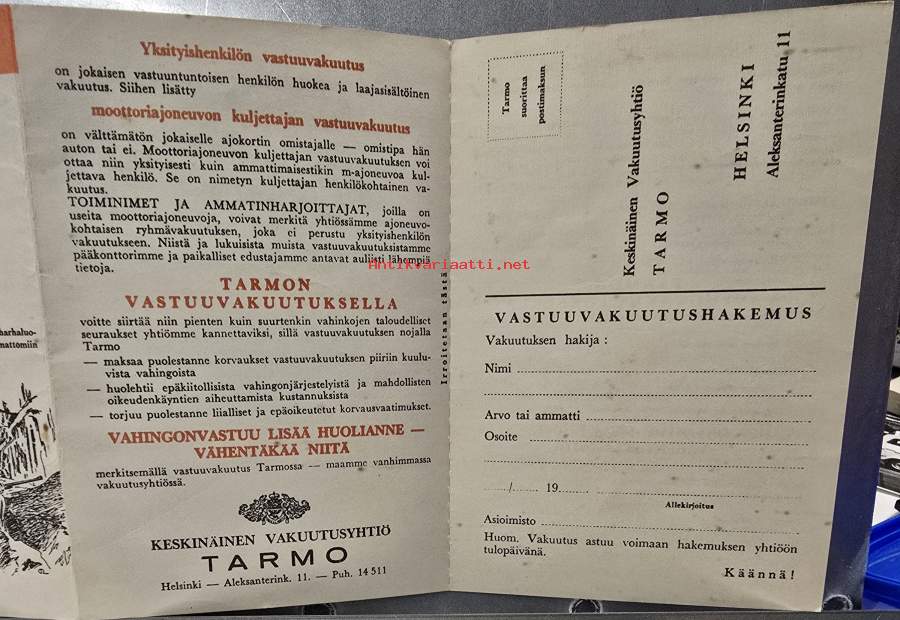 Yksityishenkilön vastuuvakuutus
on jokaisen vastuuntuntoisen henkilön huokea ja laajasisältöinen
vakuutus. Siihen lisätty
moottoriajoneuvon kuljettajan vastuuvakuutus
on välttämätön jokaiselle ajokortin omistajalle — omistipa hän
auton tai ei. Moottoriajoneuvon kuljettajan vastuuvakuutuksen voi
ottaa niin yksityisesti kuin ammattimaisestikin m-ajoneuvoa kul-
jettava henkilö. Se on nimetyn kuljettajan henkilökohtainen va-
kuutus.
TOIMINIMET JA AMMATINHARJOITTAJAT, joilla on
useita moottoriajoneuvoja, voivat merkitä yhtiössämme ajoneuvo-
kohtaisen ryhmävakuutuksen, joka ei perustu yksityishenkilön
vakuutukseen. Niistä ja lukuisista muista vastuuvakuutuksistamme
pääkonttorimme ja paikalliset edustajamme antavat auliisti lähempiä
tietoja.
TARMON
VASTUUVAKUUTUKSELLA
voitte siirtää niin pienten kuin suurtenkin vahinkojen taloudelliset
seuraukset yhtiömme kannettaviksi, sillä vastuuvakuutuksen nojalla
Tarmo
— maksaa puolestanne korvaukset vastuuvakuutuksen piiriin kuulu-
vista vahingoista
— huolehtii epäkiitollisista vahingonjärjestelyistä ja mahdollisten
oikeudenkäyntien aiheuttamista kustannuksista
— torjuu puolestanne liialliset ja epäoikeutetut korvausvaatimukset.
VAHINGONVASTUU LISÄÄ HUOLIANNE —
VÄHENTÄKÄÄ NIITÄ
merkitsemällä vastuuvakuutus Tarmossa — maamme vanhimmassa
vakuutusyhtiössä.
KESKINÄINEN VAKUUTUSYHTIÖ
TARMO
Helsinki — Aleksanterink. 11. — Puh. 14 511
harhaluo-
mattomiin
Antikvariaatti.net
Irroitetaan tästä
Tarmo
suorittaa
postimaksun
Keskinäinen Vakuutusyhtiö
TARMO
HELSINKI
Aleksanterinkatu 11
VASTUUVAKUUTUSHAKEMUS
Vakuutuksen hakija :
Nimi
Arvo tai ammatti
Osoite
/ 19
Allekirjoitus
Asioimisto
Huom. Vakuutus astuu voimaan hakemuksen yhtiöön
tulopäivänä.
Käännä!